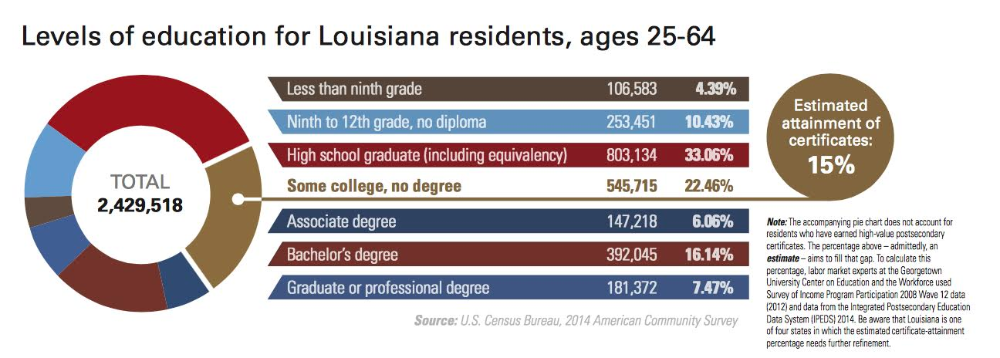 Levels of education for Louisiana residents, ages 25-64
TOTAL
2,429,518
Less than ninth grade 106,583 4.39%
Ninth to 12th grade, no diploma 253,451 10.43%
High school graduate (including equivalency) 803,134 33.06%
Some college, no degree 545,715 22.46%
Associate degree 147,218 6.06%
Bachelor's degree 392,045 16.14%
Graduate or professional degree 181,372 7.47%
Source: U.S. Census Bureau, 2014 American Community Survey
Estimated
attainment of
certificates:
15%
Note: The accompanying pie chart does not account for
residents who have earned high-value postsecondary
certificates. The percentage above – admittedly, an
estimate – aims to fill that gap. To calculate this
percentage, labor market experts at the Georgetown
University Center on Education and the Workforce used
Survey of Income Program Participation 2008 Wave 12 data
(2012) and data from the Integrated Postsecondary Education
Data System (IPEDS) 2014. Be aware that Louisiana is one
of four states in which the estimated certificate-attainment
percentage needs further refinement.